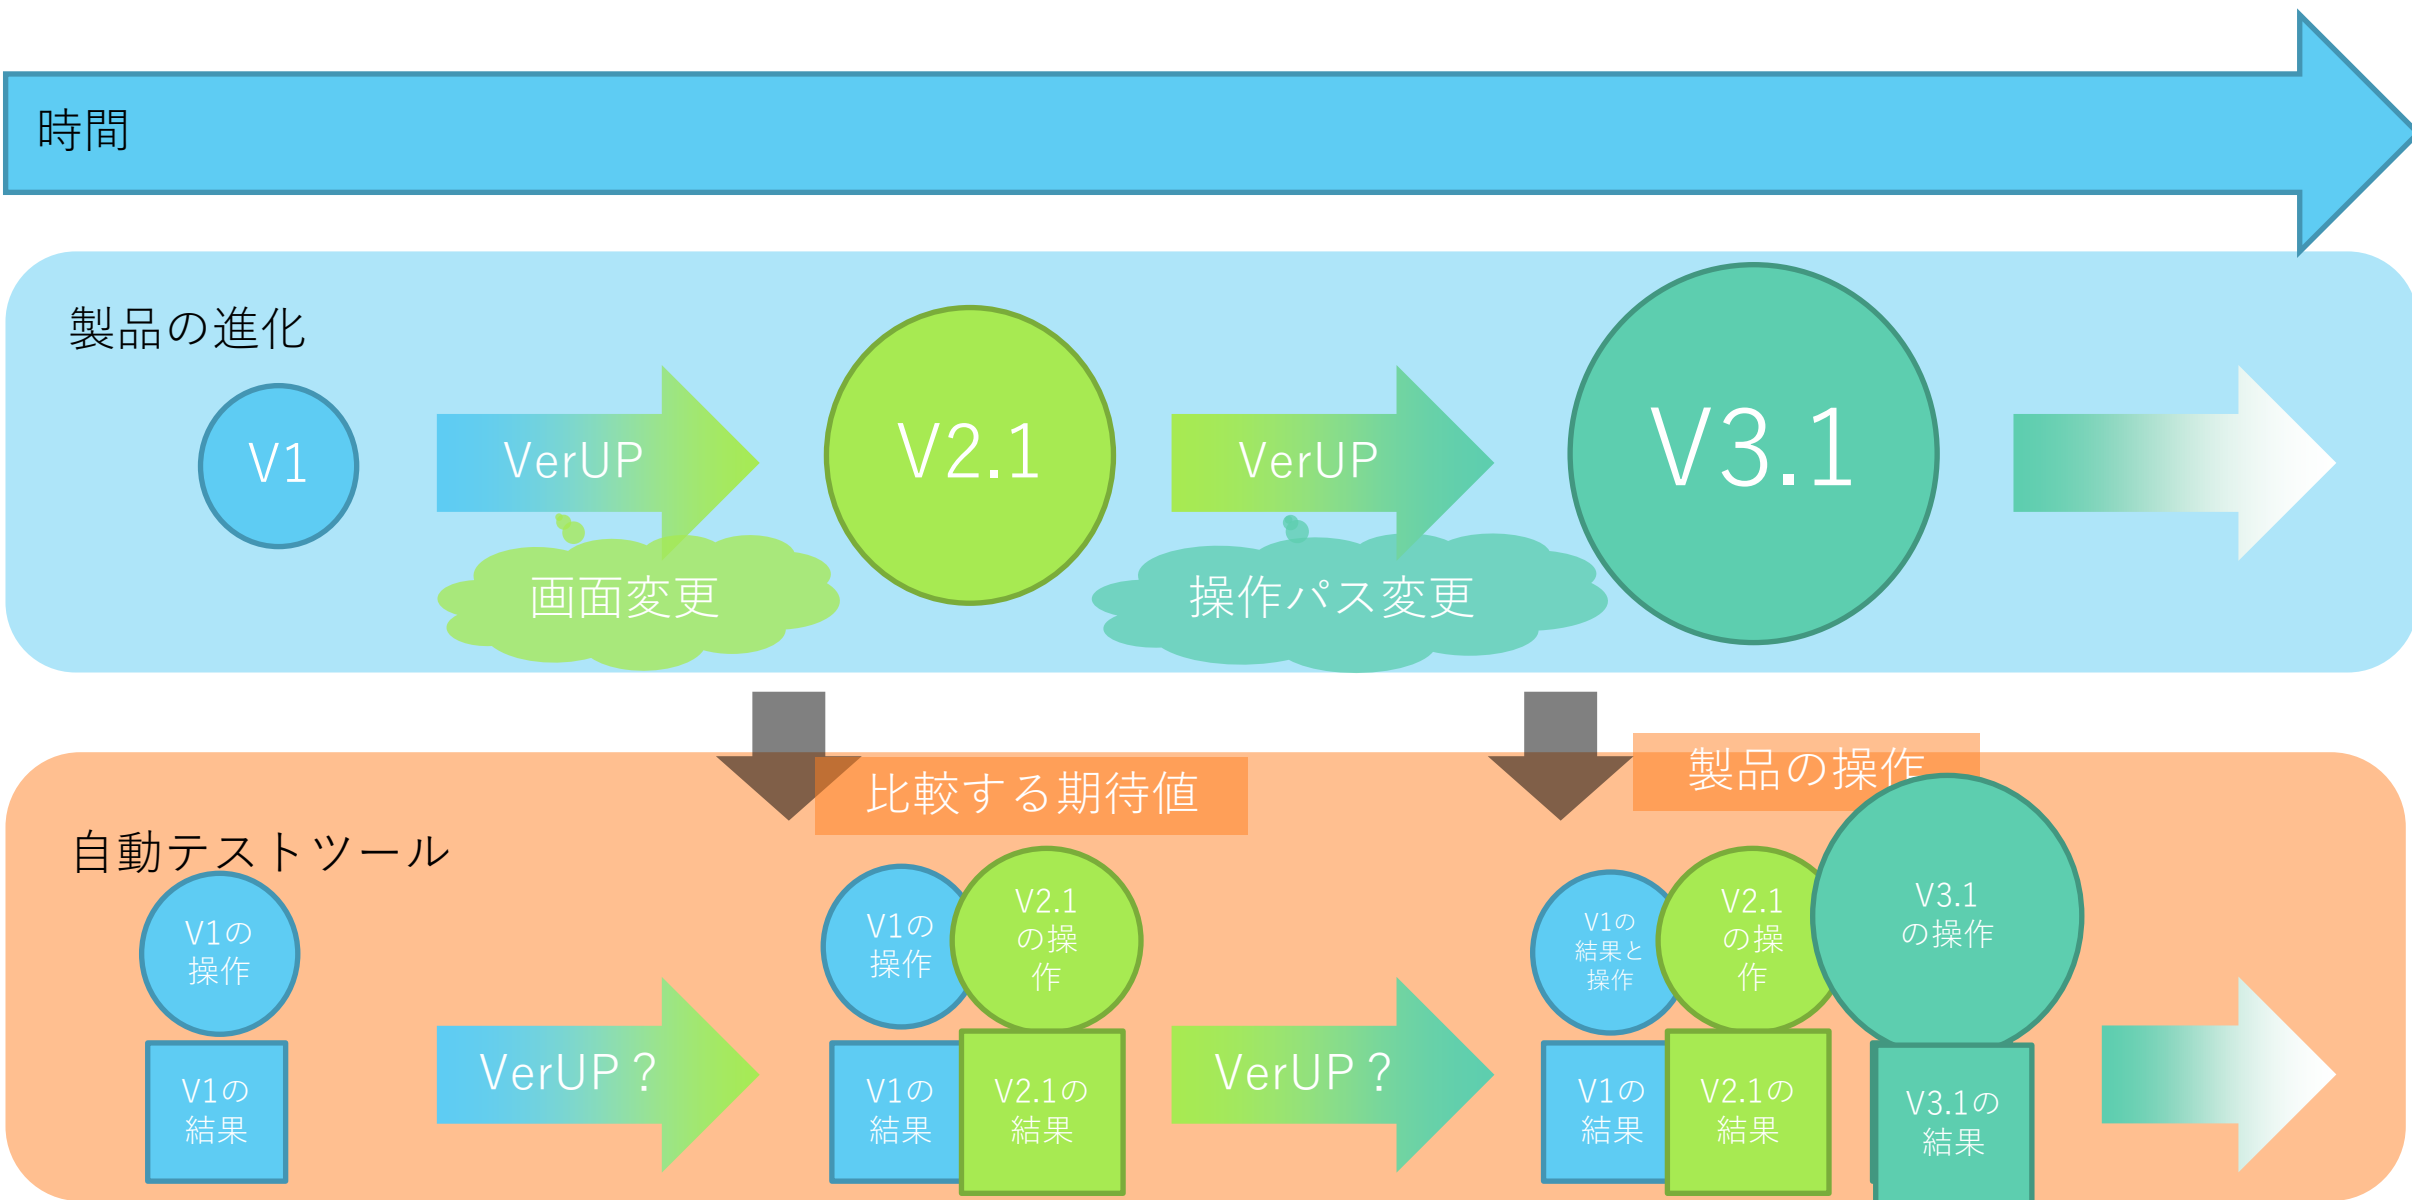 時間
製品の進化
V1
VerUP
V2.1
VerUP
V3.1
画面変更
操作パス変更
比較する期待値
製品の操作
自動テストツール
V1の
操作
V1の
結果
VerUP？
V1の
操作
V2.1
の操
作
V1の
結果
V2.1の
結果
VerUP？
V1の
結果と
操作
V2.1
の操
作
V3.1
の操作
V1の
結果
V2.1の
結果
V3.1の
結果